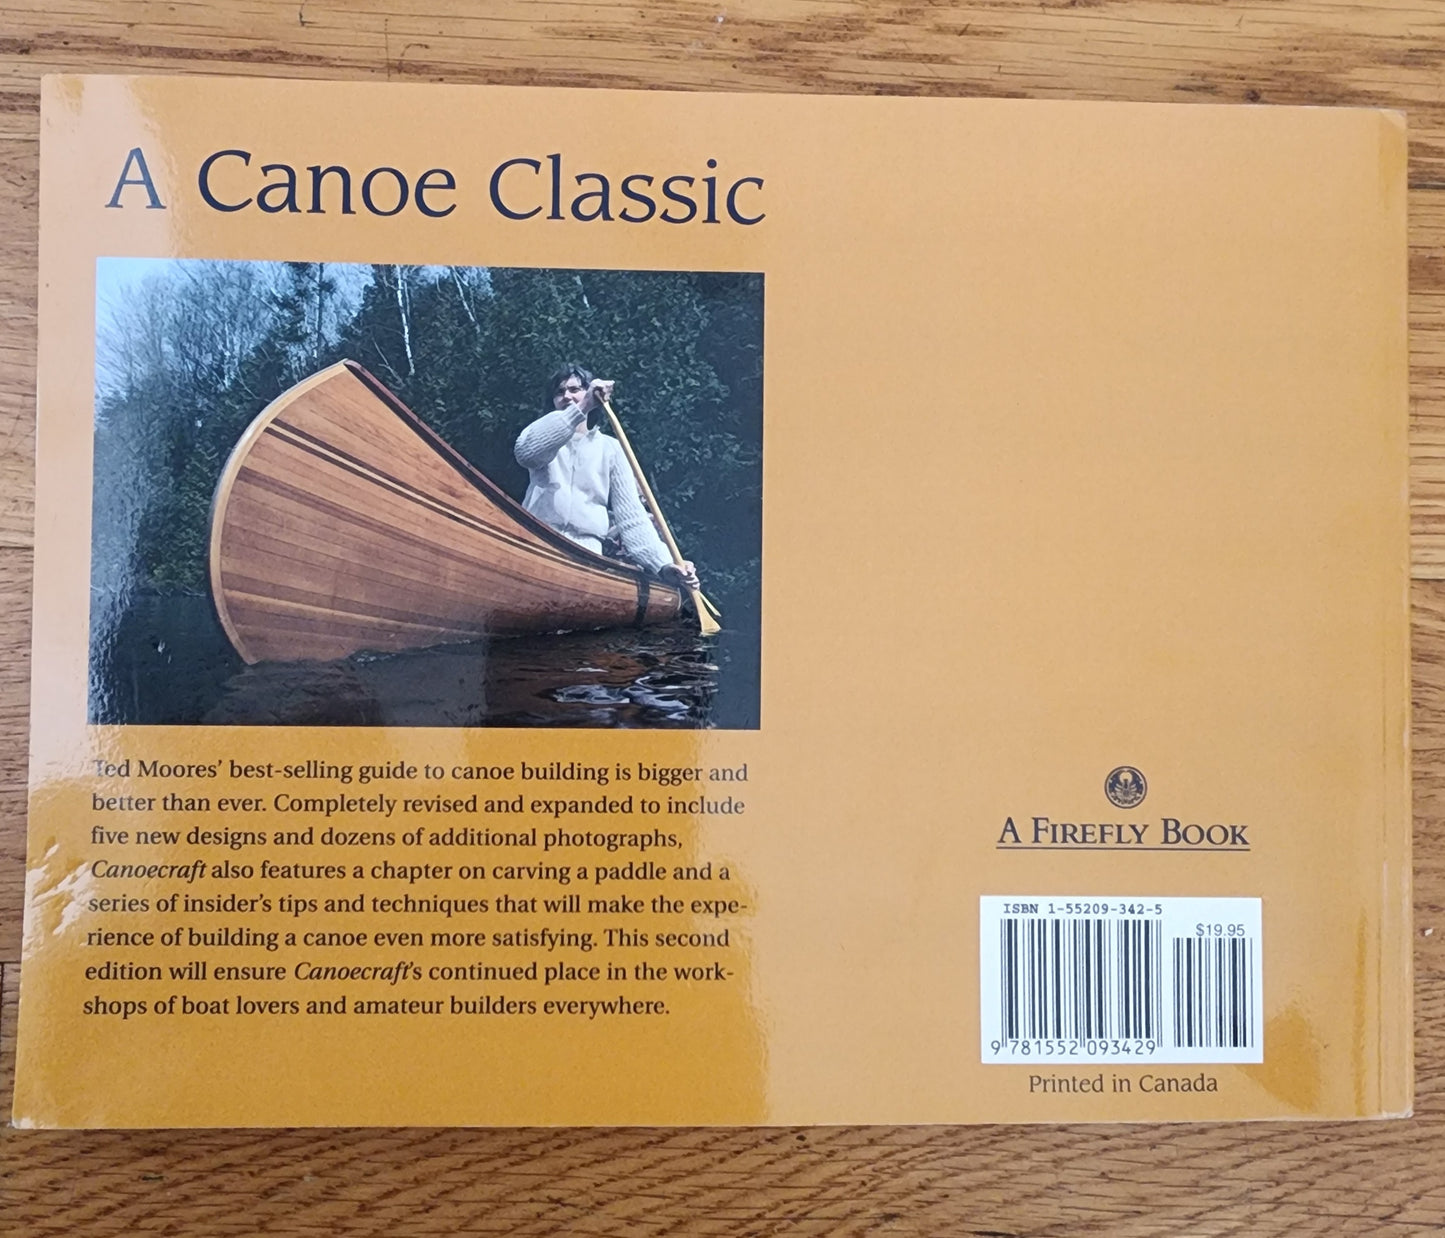 A Canoe Classic
Ted Moores’ best-selling guide to canoe building is bigger and
better than ever. Completely revised and expanded to include
five new designs and dozens of additional photographs,
Canoecraft also features a chapter on carving a paddle and a
series of insider’s tips and techniques that will make the expe-
rience of building a canoe even more satisfying. This second
edition will ensure Canoecraft’s continued place in the work-
shops of boat lovers and amateur builders everywhere.
A FIREFLY BOOK
ISBN 1-55209-342-5
$19.95
9 781552 093429
Printed in Canada